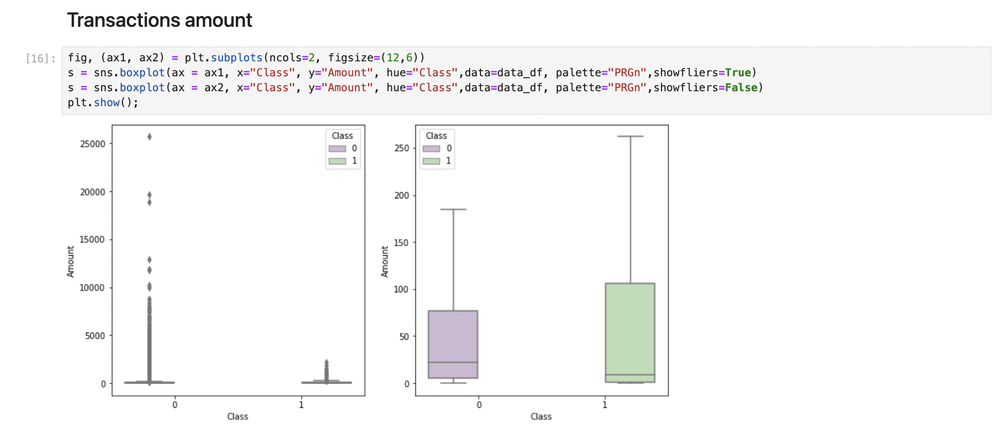 Transactions amount
[16]:
fig, (ax1, ax2) = plt.subplots(ncols=2, figsize=(12,6))
s = sns.boxplot(ax = ax1, x="Class", y="Amount", hue="Class",data=data_df, palette="PRGn",showfliers=True)
s = sns.boxplot(ax = ax2, x="Class", y="Amount", hue="Class",data=data_df, palette="PRGn",showfliers=False)
plt.show();
Class
0
1
25000
20000
15000
10000
5000
0
Amount
0
1
Class
Class
0
1
250
200
150
100
50
0
Amount
0
1
Class